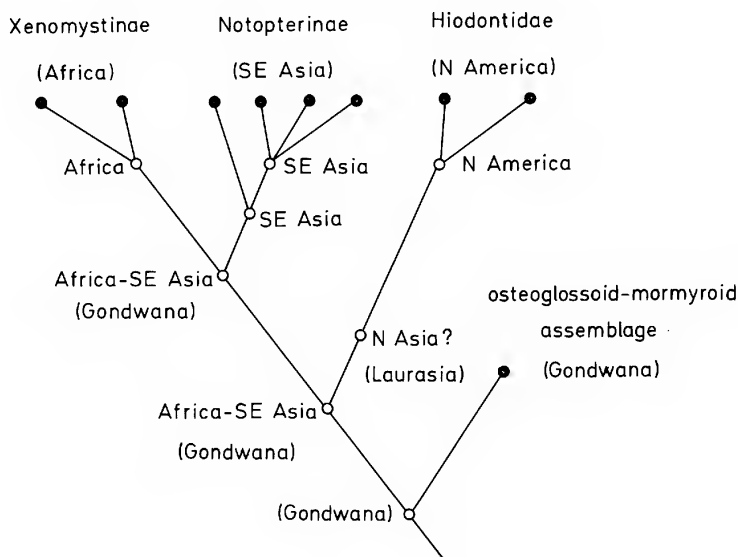 Xenomystinae
(Africa)
Notopterinae
(SE Asia)
Hiodontidae
(N America)
Africa
SE Asia
N America
SE Asia
Africa-SE Asia
(Gondwana)
osteoglossoid-mormyroid
assemblage
(Gondwana)
N Asia?
(Laurasia)
Africa-SE Asia
(Gondwana)
(Gondwana)